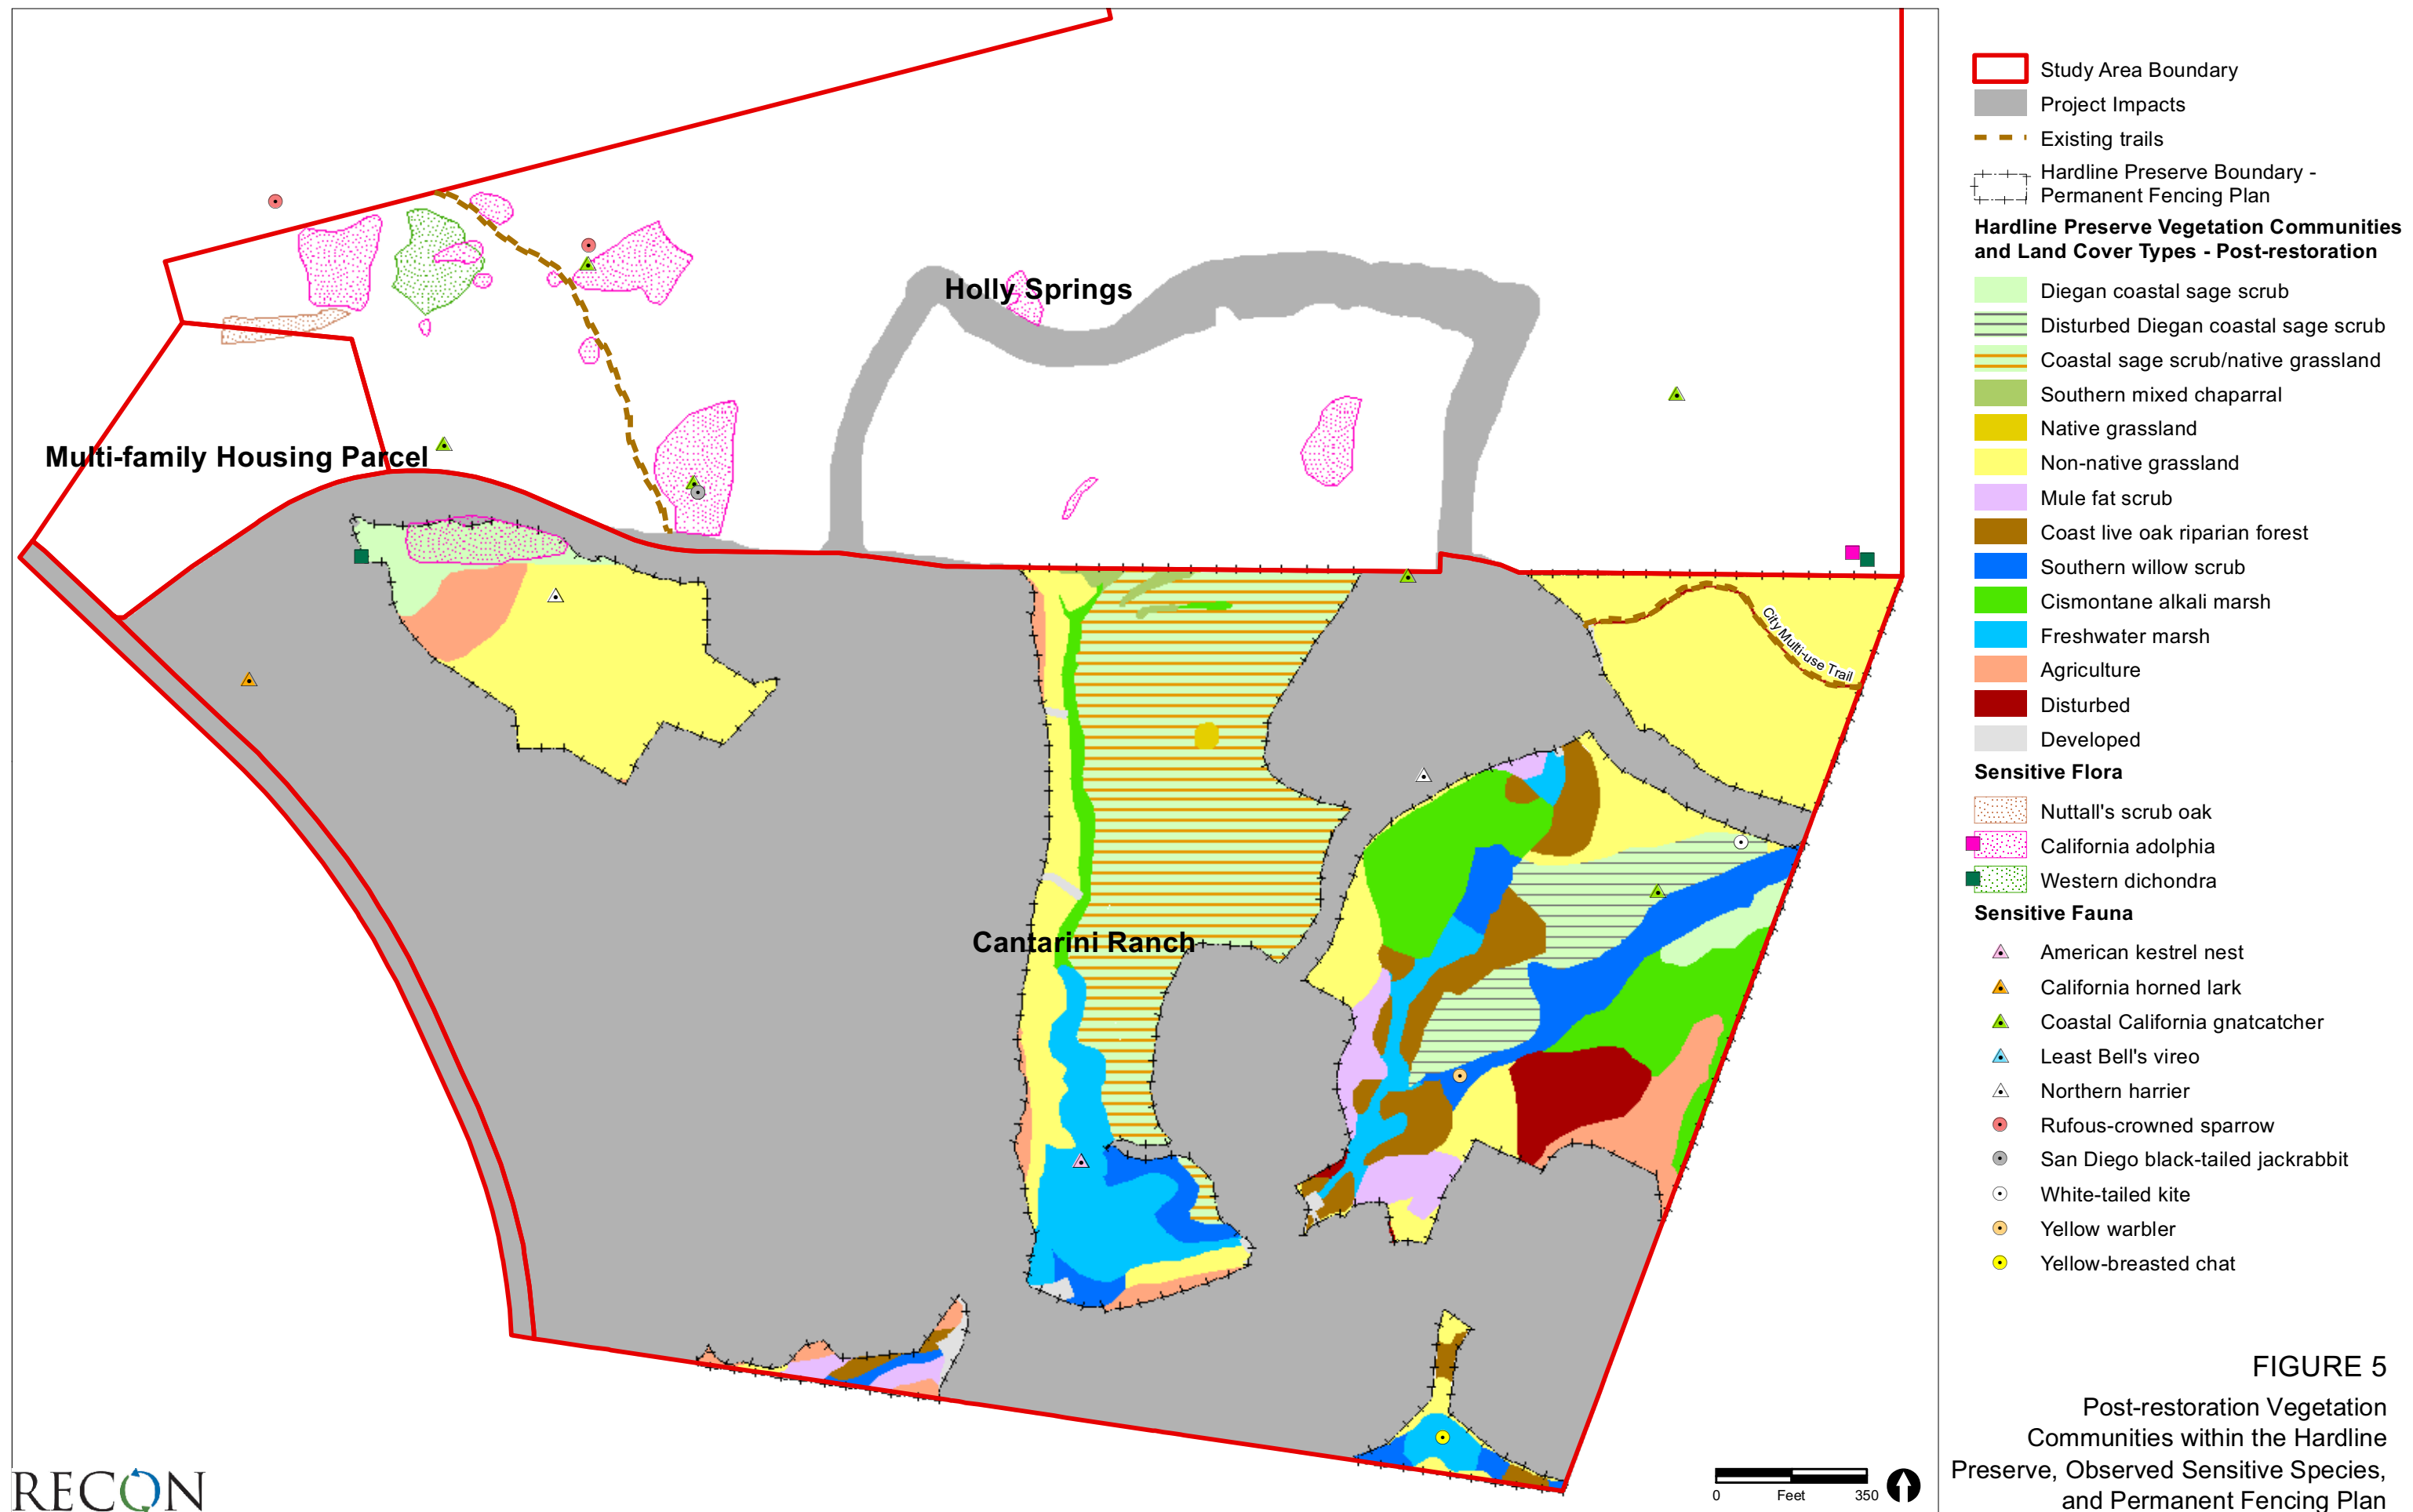 Holly Springs
Multi-family Housing Parcel
City Multi-use Trail
Cantarini Ranch
RECON
0 Feet 350
Study Area Boundary
Project Impacts
Existing trails
Hardline Preserve Boundary -
Permanent Fencing Plan
Hardline Preserve Vegetation Communities
and Land Cover Types - Post-restoration
Diegan coastal sage scrub
Disturbed Diegan coastal sage scrub
Coastal sage scrub/native grassland
Southern mixed chaparral
Native grassland
Non-native grassland
Mule fat scrub
Coast live oak riparian forest
Southern willow scrub
Cismontane alkali marsh
Freshwater marsh
Agriculture
Disturbed
Developed
Sensitive Flora
Nuttall's scrub oak
California adolphia
Western dichondra
Sensitive Fauna
American kestrel nest
California horned lark
Coastal California gnatcatcher
Least Bell's vireo
Northern harrier
Rufous-crowned sparrow
San Diego black-tailed jackrabbit
White-tailed kite
Yellow warbler
Yellow-breasted chat
FIGURE 5
Post-restoration Vegetation
Communities within the Hardline
Preserve, Observed Sensitive Species,
and Permanent Fencing Plan